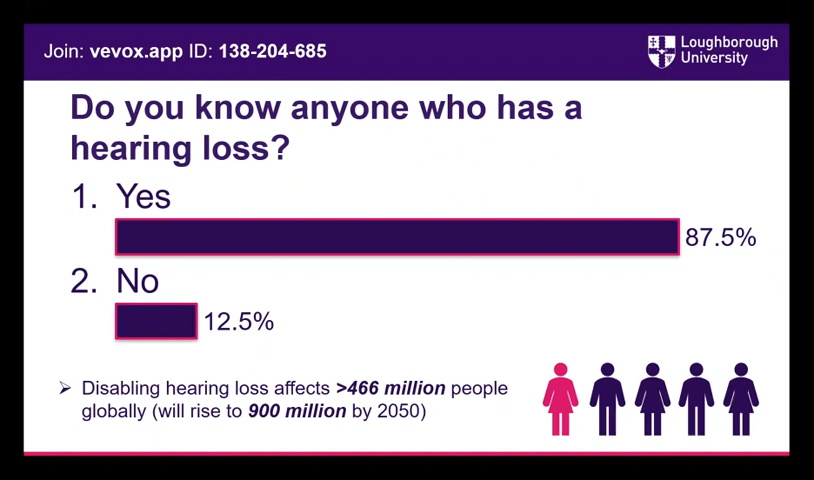 Join: vevox.app ID: 138-204-685
Loughborough
University
Do you know anyone who has a
hearing loss?
1. Yes
87.5%
2. No
12.5%
➢ Disabling hearing loss affects >466 million people
globally (will rise to 900 million by 2050)